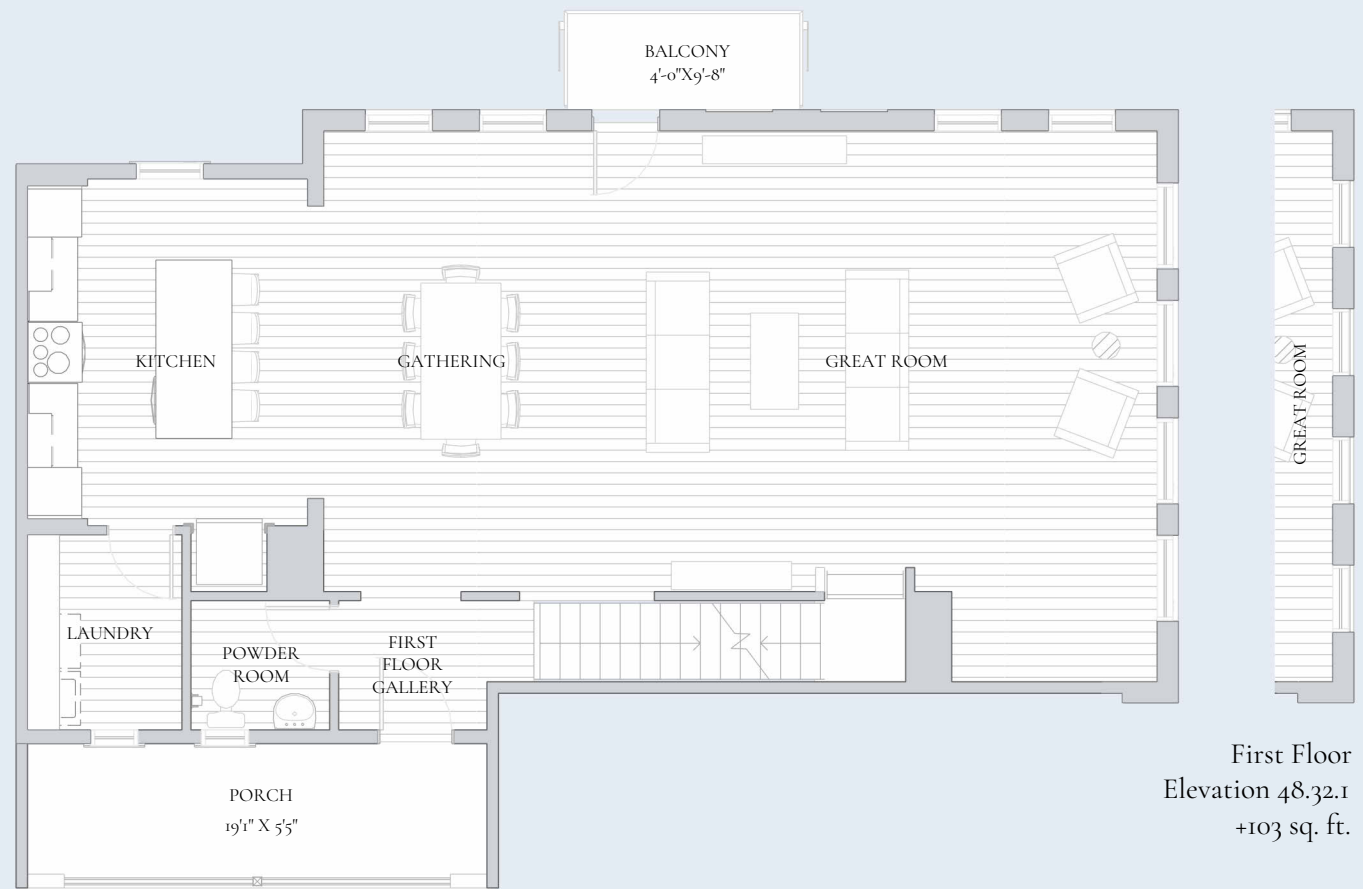 BALCONY
4'-0"X9'-8"
KITCHEN
GATHERING
GREAT ROOM
GREAT ROOM
LAUNDRY
POWDER
ROOM
FIRST
FLOOR
GALLERY
PORCH
19'1" X 5'5"
First Floor
Elevation 48.32.1
+103 sq. ft.